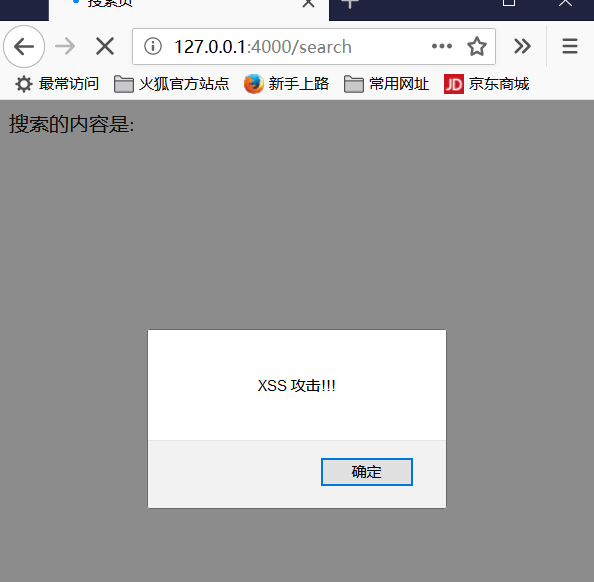 搜索页
127.0.0.1:4000/search
最常访问 火狐官方站点 新手上路 常用网址 JD 京东商城
搜索的内容是:
XSS 攻击!!!
确定